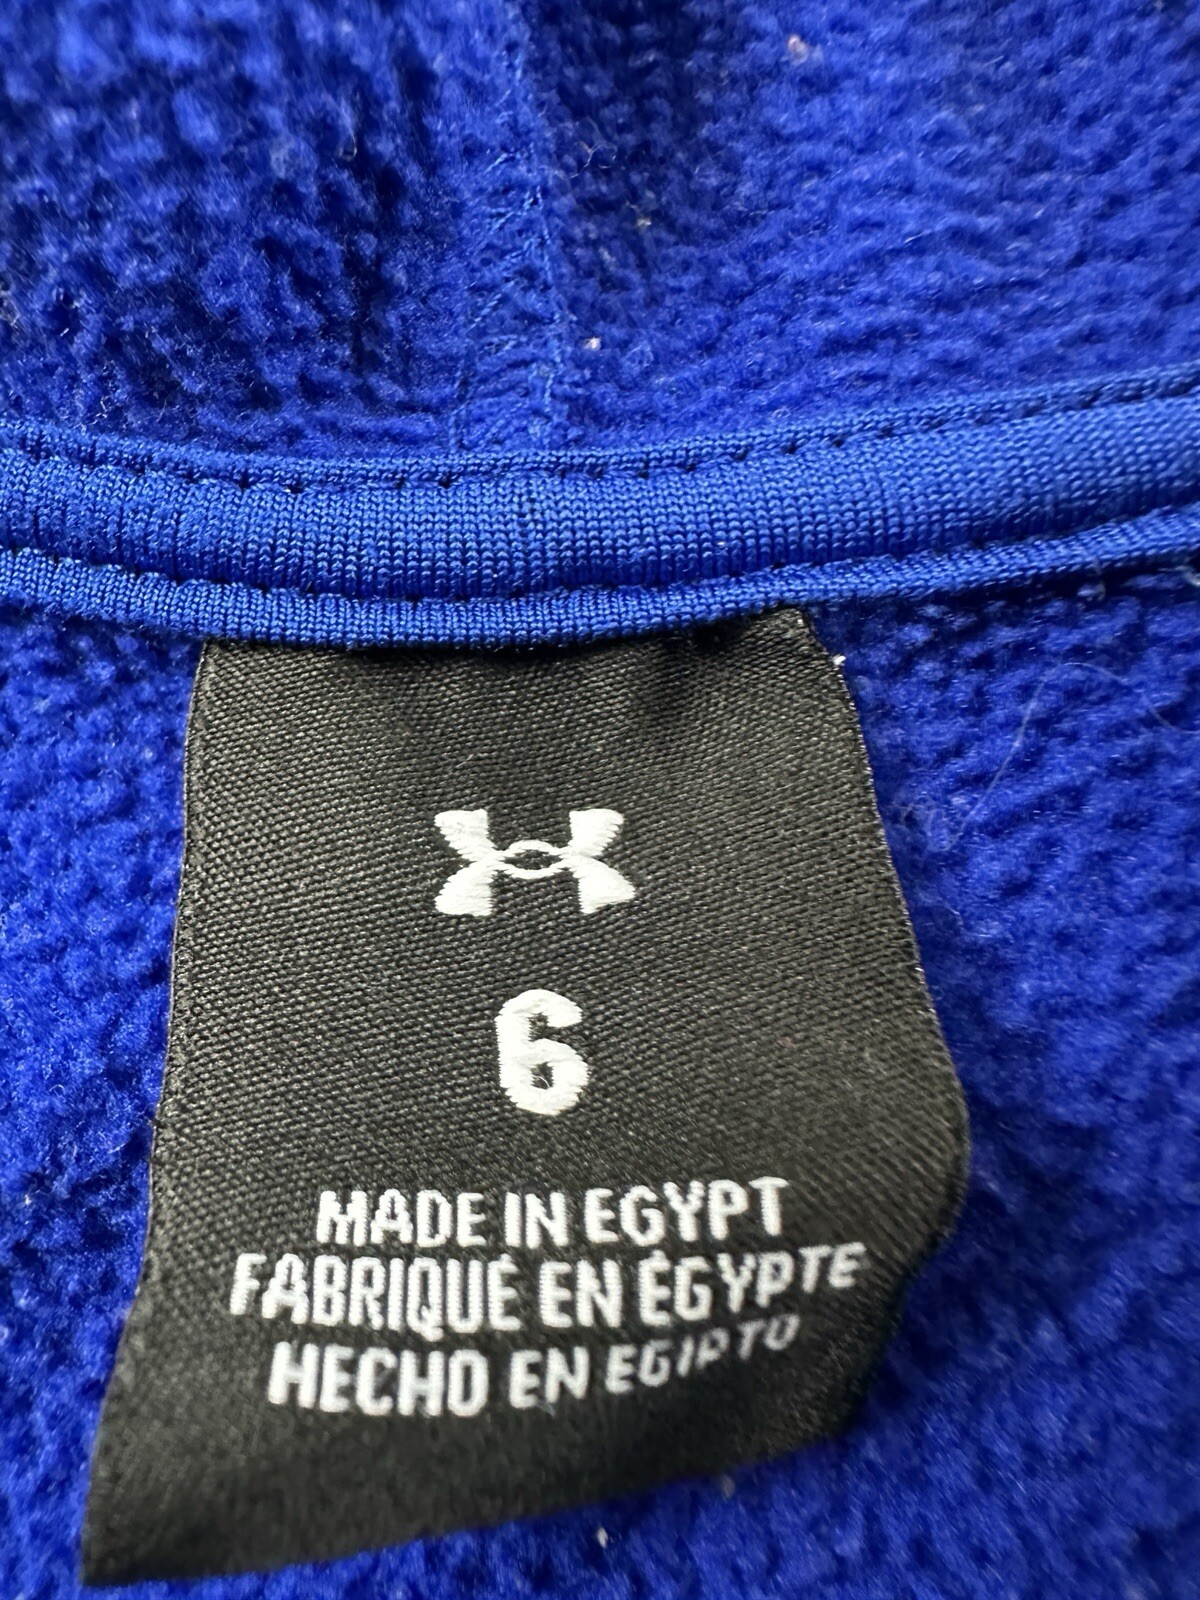 6
MADE IN EGYPT
FABRIQUÉ EN ÉGYPTE
HECHO EN EGIPTO